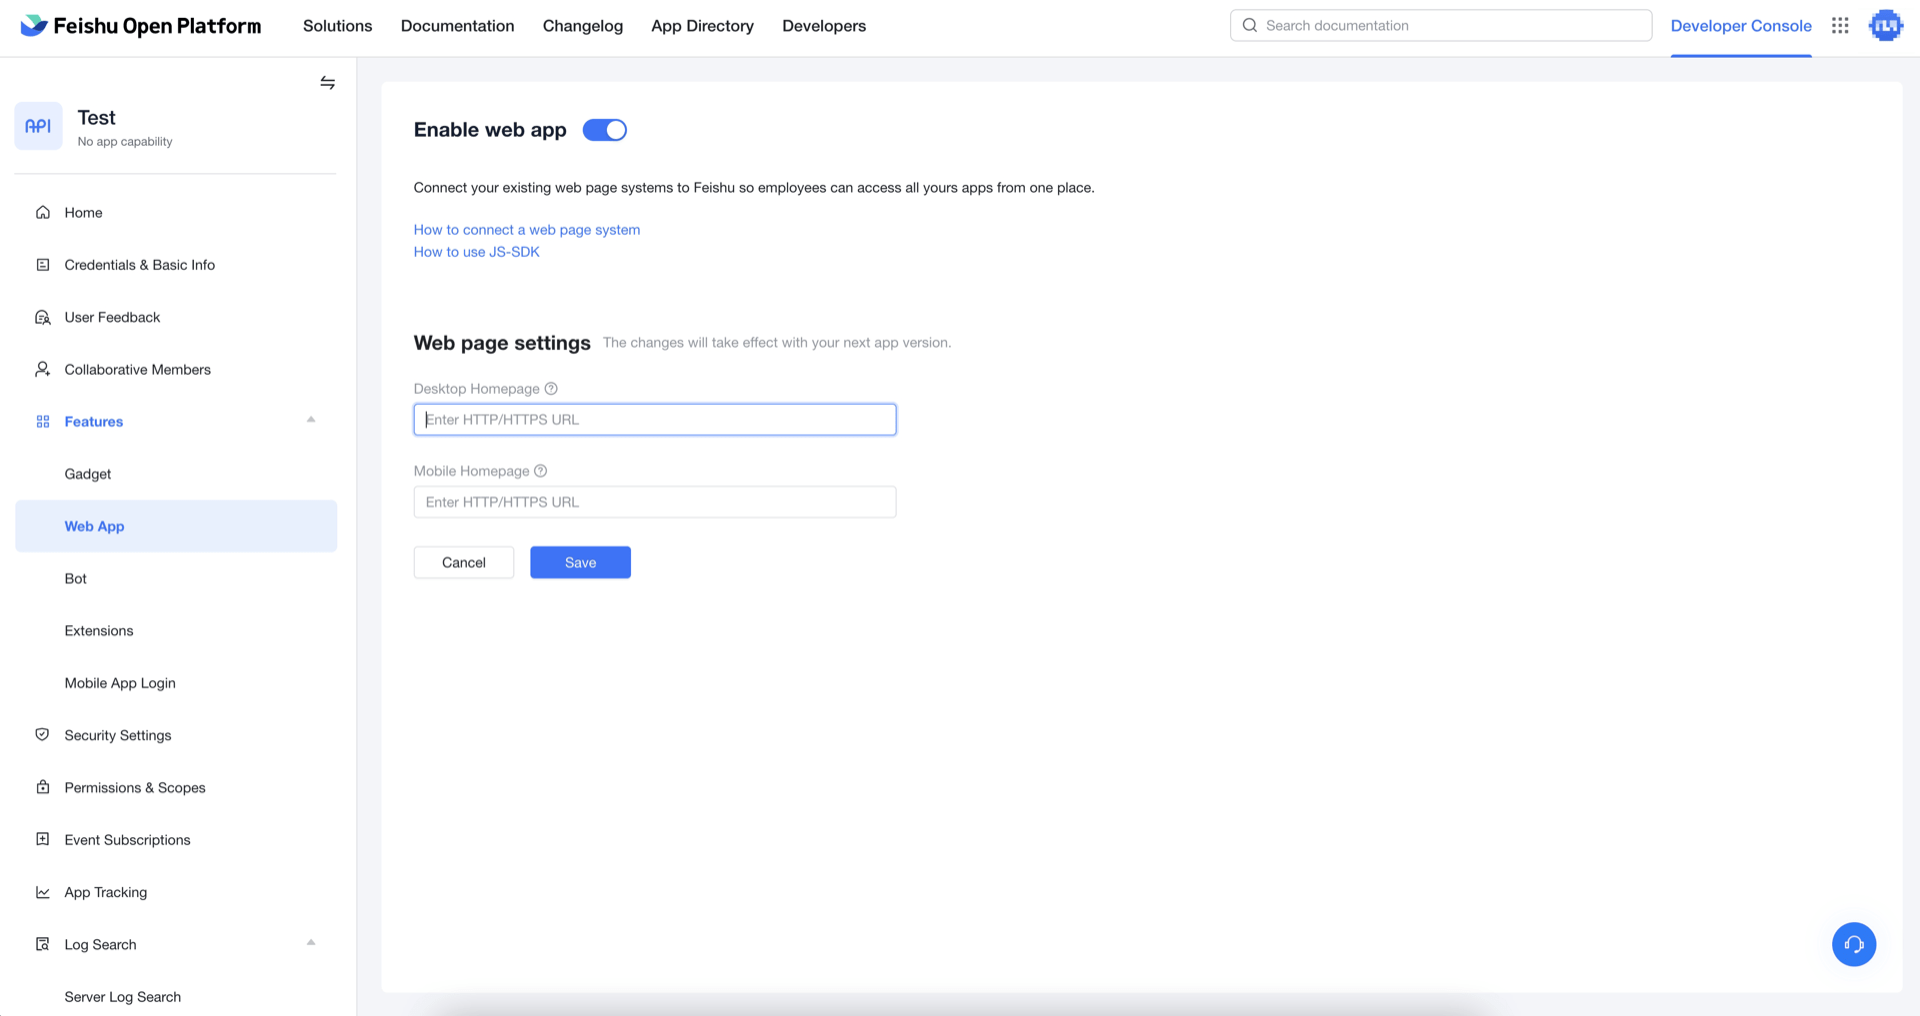 Feishu Open Platform
Solutions
Documentation
Changelog
App Directory
Developers
Search documentation
Developer Console
API
Test
No app capability
Home
Credentials & Basic Info
User Feedback
Collaborative Members
Features
Gadget
Web App
Bot
Extensions
Mobile App Login
Security Settings
Permissions & Scopes
Event Subscriptions
App Tracking
Log Search
Server Log Search
Enable web app
Connect your existing web page systems to Feishu so employees can access all yours apps from one place.
How to connect a web page system
How to use JS-SDK
Web page settings The changes will take effect with your next app version.
Desktop Homepage
Enter HTTP/HTTPS URL
Mobile Homepage
Enter HTTP/HTTPS URL
Cancel
Save